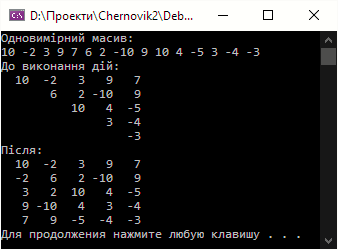 D:\Проекти\Chernovik2\Deb...
Одновимірний масив:
10 -2 3 9 7 6 2 -10 9 10 4 -5 3 -4 -3
До виконання дій:
10 -2 3 9 7
6 2 -10 9
10 4 -5
3 -4
-3
Після:
10 -2 3 9 7
-2 6 2 -10 9
3 2 10 4 -5
9 -10 4 3 -4
7 9 -5 -4 -3
Для продолжения нажмите любую клавишу . . .